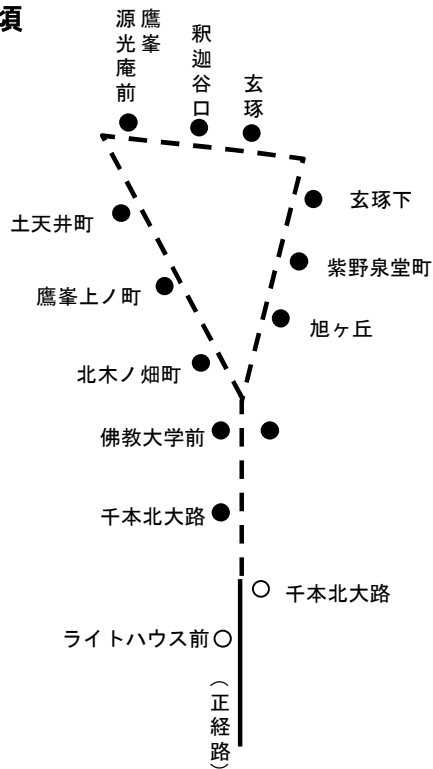 頃
鷹峯
源光庵前
釈迦谷口
玄琢
土天井町
玄琢下
鷹峯上ノ町
紫野泉堂町
旭ヶ丘
北木ノ畑町
佛教大学前
千本北大路
千本北大路
ライトハウス前
（正経路）